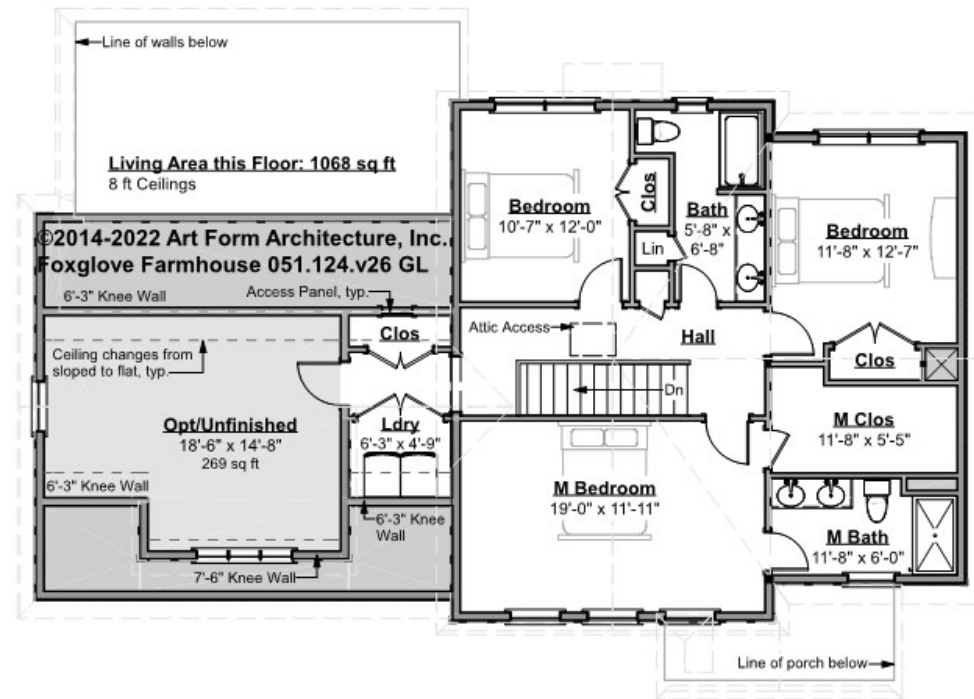 Line of walls below
Living Area this Floor: 1068 sq ft
8 ft Ceilings
©2014-2022 Art Form Architecture, Inc.
Foxglove Farmhouse 051.124.v26 GL
6'-3" Knee Wall
Access Panel, typ.
Bedroom
10'-7" x 12'-0"
Clos
Lin
Bath
5'-8" x
6'-8"
Bedroom
11'-8" x 12'-7"
Clos
Attic Access
Hall
Dn
Clos
Ceiling changes from
sloped to flat, typ.
Opt/Unfinished
18'-6" x 14'-8"
269 sq ft
6'-3" Knee Wall
Ldry
6'-3" x 4'-9"
6'-3" Knee
Wall
7'-6" Knee Wall
M Bedroom
19'-0" x 11'-11"
M Clos
11'-8" x 5'-5"
M Bath
11'-8" x 6'-0"
Line of porch below